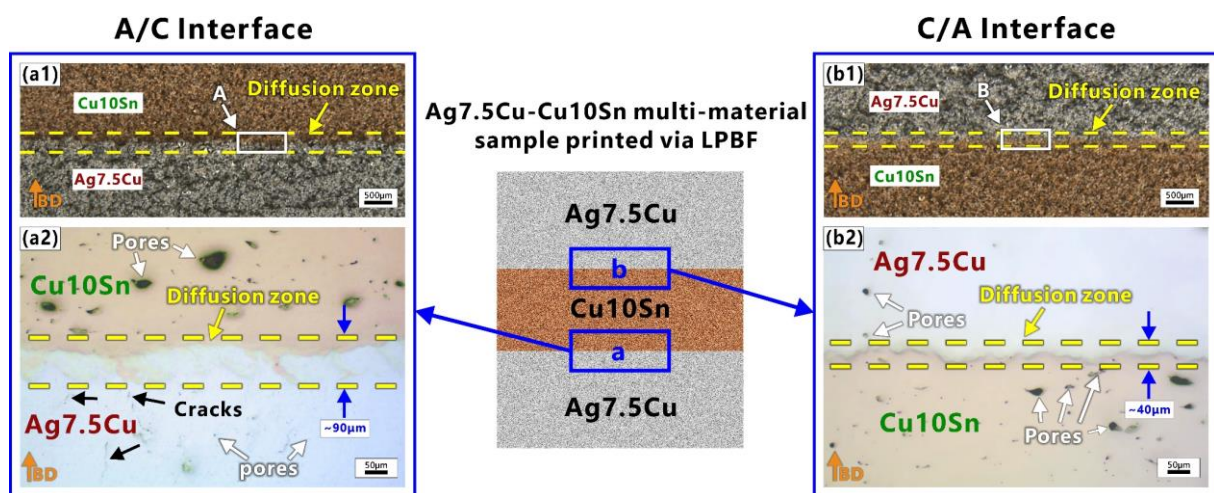 A/C Interface
(a1)
Cu10Sn
A
Diffusion zone
Ag7.5Cu
BD
500μm
(a2)
Pores
Cu10Sn
Diffusion zone
Cracks
~90μm
Ag7.5Cu
pores
BD
50μm
Ag7.5Cu-Cu10Sn multi-material
sample printed via LPBF
Ag7.5Cu
b
Cu10Sn
a
Ag7.5Cu
C/A Interface
(b1)
Ag7.5Cu
B
Diffusion zone
Cu10Sn
BD
500μm
(b2)
Ag7.5Cu
Diffusion zone
Pores
~40μm
Cu10Sn
Pores
BD
50μm